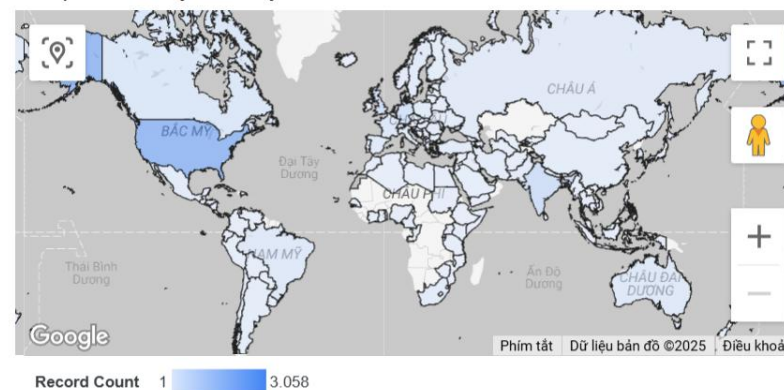 CHÂU Á
BẮC MỸ
Đại Tây
Dương
CHÂU PHI
NAM MỸ
Thái Bình
Dương
Ấn Độ
Dương
CHÂU ĐẠI
DƯƠNG
Google
Phím tắt
Dữ liệu bản đồ ©2025
Điều khoả
Record Count 1 3.058